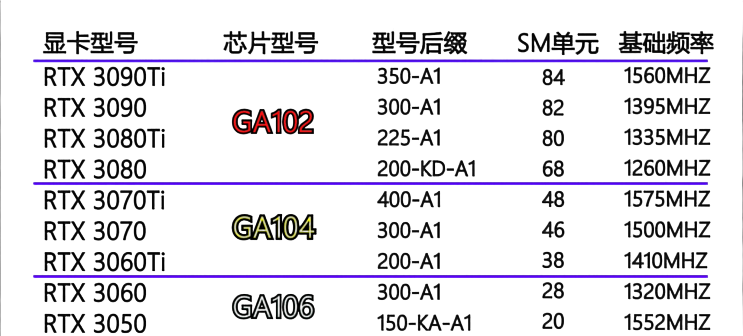 显卡型号 芯片型号 型号后缀 SM单元 基础频率
RTX 3090Ti 350-A1 84 1560MHZ
RTX 3090 300-A1 82 1395MHZ
GA102
RTX 3080Ti 225-A1 80 1335MHZ
RTX 3080 200-KD-A1 68 1260MHZ
RTX 3070Ti 400-A1 48 1575MHZ
RTX 3070 GA104 300-A1 46 1500MHZ
RTX 3060Ti 200-A1 38 1410MHZ
RTX 3060 300-A1 28 1320MHZ
GA106
RTX 3050 150-KA-A1 20 1552MHZ